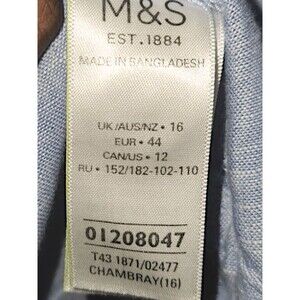 M&S
EST.1884
MADE IN BANGLADESH
UK/AUS/NZ • 16
EUR • 44
CAN/US • 12
RU • 152/182-102-110
01208047
T43 1871/02477
CHAMBRAY(16)